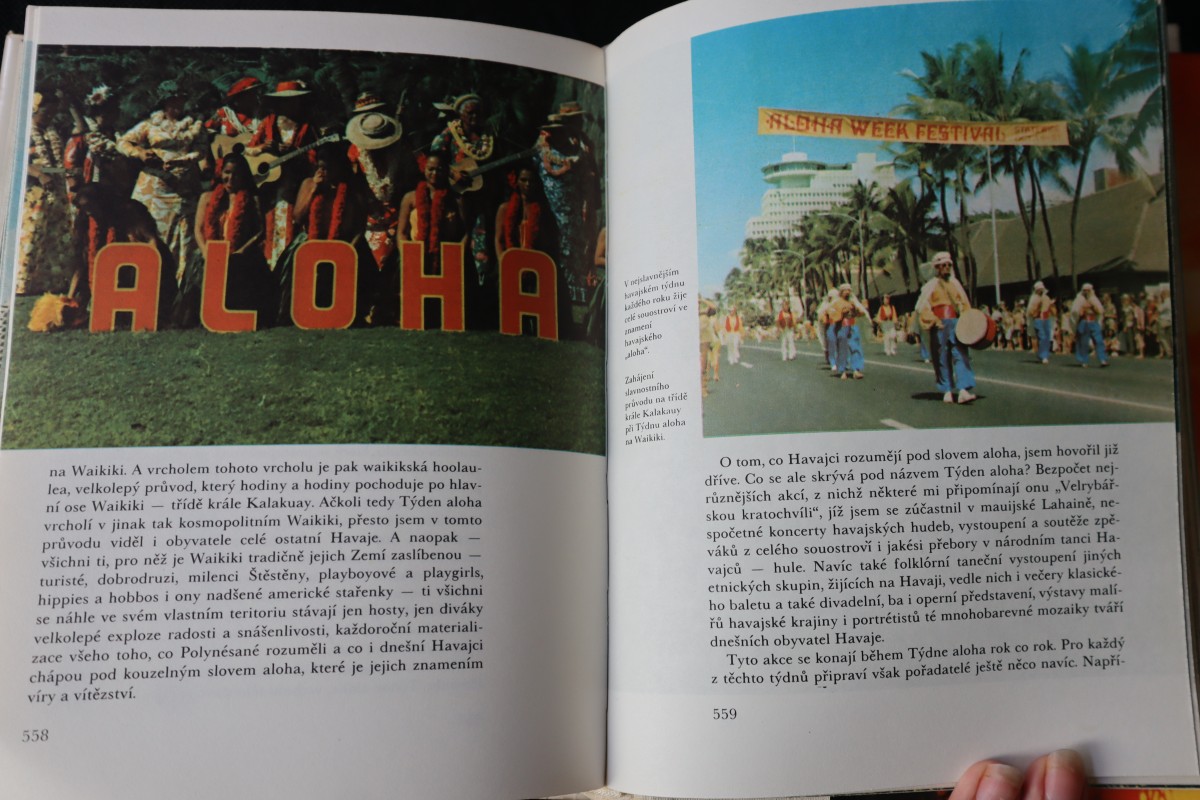 ALOHA
na Waikiki. A vrcholem tohoto vrcholu je pak waikikská hoolau-
lea, velkolepý průvod, který hodiny a hodiny pochoduje po hlav-
ní ose Waikiki — třídě krále Kalakuay. Ačkoli tedy Týden aloha
vrcholí v jinak tak kosmopolitním Waikiki, přesto jsem v tomto
průvodu viděl i obyvatele celé ostatní Havaje. A naopak —
všichni ti, pro něž je Waikiki tradičně jejich Zemí zaslíbenou —
turisté, dobrodruzi, milenci Štěstěny, playboyové a playgirls,
hippies a hobbos i ony nadšené americké stařenky — ti všichni
se náhle ve svém vlastním teritoriu stávají jen hosty, jen diváky
velkolepé exploze radosti a snášenlivosti, každoroční materiali-
zace všeho toho, co Polynésané rozuměli a co i dnešní Havajci
chápou pod kouzelným slovem aloha, které je jejich znamením
víry a vítězství.
558
ALOHA WEEK FESTIVAL
V nejslavnějším
havajském týdnu
každého roku žije
celé souostroví ve
znamení
havajského
„aloha“.
Zahájení
slavnostního
průvodu na třídě
krále Kalakauy
při Týdnu aloha
na Waikiki.
O tom, co Havajci rozumějí pod slovem aloha, jsem hovořil již
dříve. Co se ale skrývá pod názvem Týden aloha? Bezpočet nej-
různějších akcí, z nichž některé mi připomínají onu „Velrybář-
skou kratochvíli“, jíž jsem se zúčastnil v mauijské Lahaině, ne-
spočetné koncerty havajských hudeb, vystoupení a soutěže zpě-
váků z celého souostroví i jakési přebory v národním tanci Ha-
vajců — hule. Navíc také folklórní taneční vystoupení jiných
etnických skupin, žijících na Havaji, vedle nich i večery klasické-
ho baletu a také divadelní, ba i operní představení, výstavy malí-
řů havajské krajiny i portrétistů té mnohobarevné mozaiky tváří
dnešních obyvatel Havaje.
Tyto akce se konají během Týdne aloha rok co rok. Pro každý
z těchto týdnů připraví však pořadatelé ještě něco navíc. Napří-
559